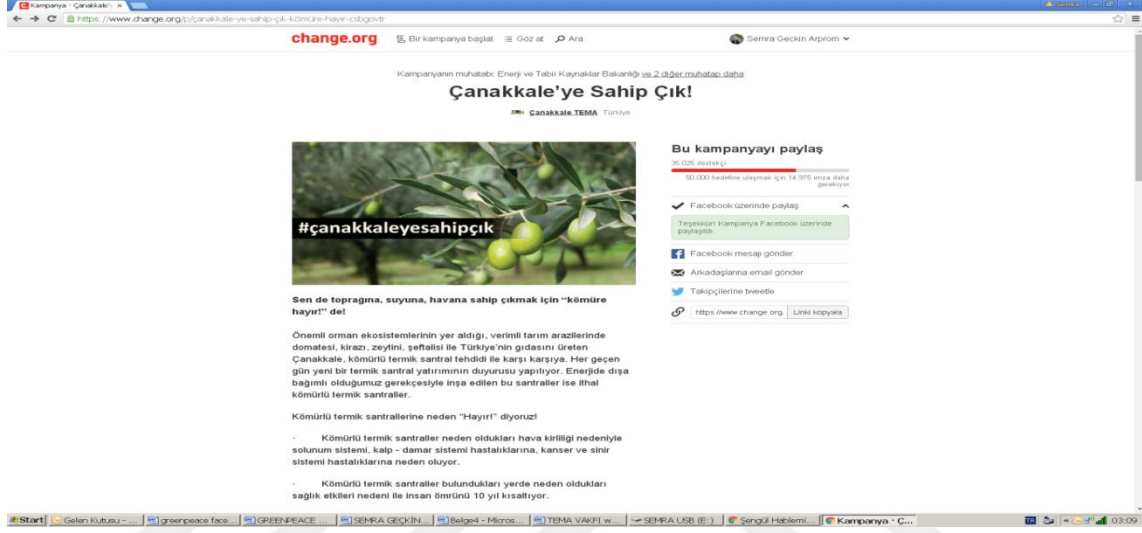 Kampanya · Çanakkale'y
Semra
https://www.change.org/p/çanakkale-ye-sahip-çık-kömüre-hayır-csbgovtr
change.org
Bir kampanya başlat
Göz at
Ara
Semra Geckin Arprom
Kampanyanın muhatabı: Enerji ve Tabii Kaynaklar Bakanlığı ve 2 diğer muhatap daha
Çanakkale'ye Sahip Çık!
Çanakkale TEMA Türkiye
#çanakkaleyesahipçık
Sen de toprağına, suyuna, havana sahip çıkmak için "kömüre
hayır!" de!
Önemli orman ekosistemlerinin yer aldığı, verimli tarım arazilerinde
domatesi, kirazı, zeytini, şeftalisi ile Türkiye'nin gıdasını üreten
Çanakkale, kömürlü termik santral tehdidi ile karşı karşıya. Her geçen
gün yeni bir termik santral yatırımının duyurusu yapılıyor. Enerjide dışa
bağımlı olduğumuz gerekçesiyle inşa edilen bu santraller ise ithal
kömürlü termik santraller.
Kömürlü termik santrallerine neden "Hayır!" diyoruz!
· Kömürlü termik santraller neden oldukları hava kirliliği nedeniyle
solunum sistemi, kalp - damar sistemi hastalıklarına, kanser ve sinir
sistemi hastalıklarına neden oluyor.
· Kömürlü termik santraller bulundukları yerde neden oldukları
sağlık etkileri nedeni ile insan ömrünü 10 yıl kısaltıyor.
Bu kampanyayı paylaş
35.025 destekçi
50.000 hedefine ulaşmak için 14.975 imza daha
gerekiyor
Facebook üzerinde paylaş
Teşekkür! Kampanya Facebook üzerinde
paylaşıldı.
Facebook mesajı gönder
Arkadaşlarına email gönder
Takipçilerine tweetle
https://www.change.org.
Linki kopyala
Start
Gelen Kutusu - ...
greenpeace face...
GREENPEACE ...
SEMRA GEÇKİN...
Belge4 - Micros...
TEMA VAKFI w...
SEMRA USB (E:)
Şengül Hablemi...
Kampanya · Ç...
TR
03:09